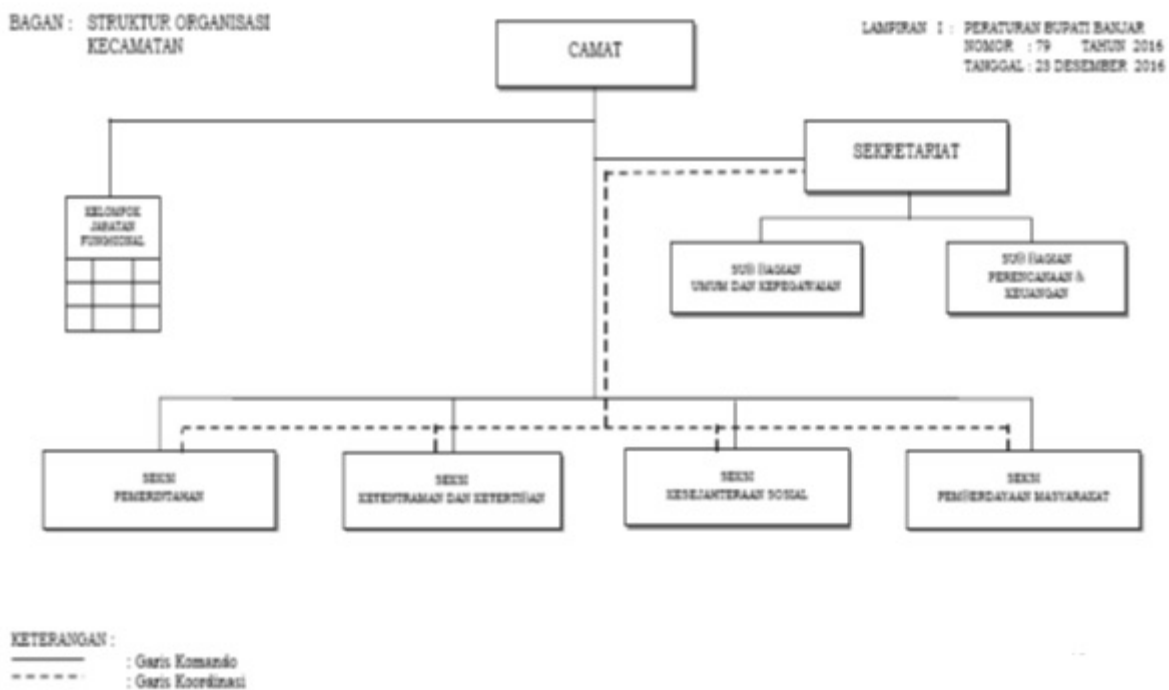 BAGAN : STRUKTUR ORGANISASI
KECAMATAN
LAMPIRAN I : PERATURAN BUPATI BANJAR
NOMOR : 79 TAHUN 2016
TANGGAL : 23 DESEMBER 2016
CAMAT
SEKRETARIAT
KELOMPOK
JABATAN
FUNGSIONAL
SUB BAGIAN
UMUM DAN KEPEGAWAIAN
SUB BAGIAN
PERENCANAAN &
KEUANGAN
SEKSI
PEMERINTAHAN
SEKSI
KETENTRAMAN DAN KETERTIBAN
SEKSI
KESEJAHTERAAN SOSIAL
SEKSI
PEMBERDAYAAN MASYARAKAT
KETERANGAN :
: Garis Komando
: Garis Koordinasi